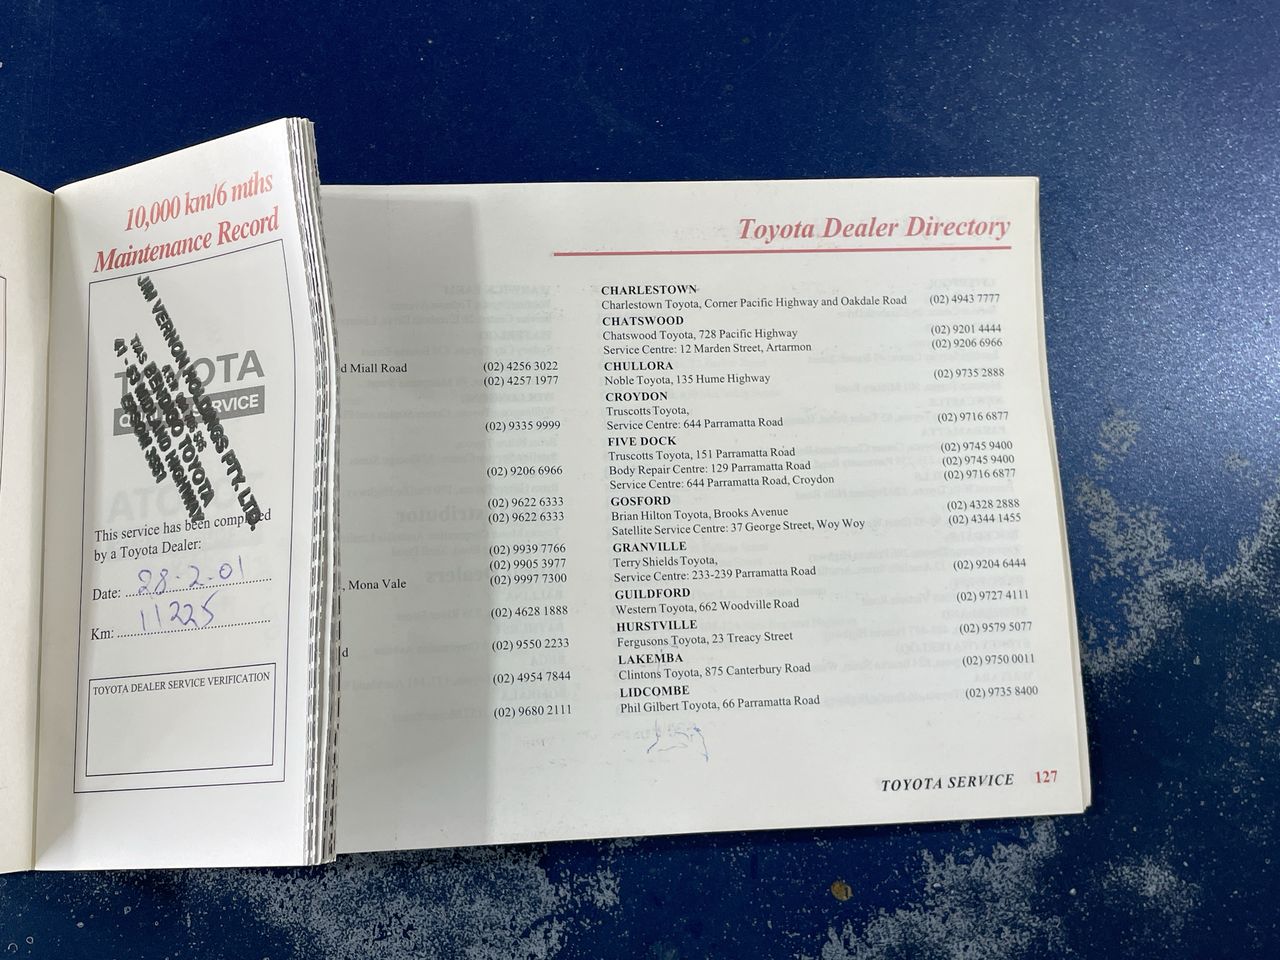 10,000 km/6 mths
Maintenance Record
JIM VERNON HOLDINGS PTY. LTD.
BENDIGO TOYOTA
MIDLAND HIGHWAY
TOYOTA
SERVICE
This service has been completed
by a Toyota Dealer:
Date: 28-2-01
Km: 11225
TOYOTA DEALER SERVICE VERIFICATION
d Miall Road (02) 4256 3022
(02) 4257 1977
(02) 9335 9999
(02) 9206 6966
(02) 9622 6333
(02) 9622 6333
(02) 9939 7766
(02) 9905 3977
, Mona Vale (02) 9997 7300
(02) 4628 1888
d (02) 9550 2233
(02) 4954 7844
(02) 9680 2111
Toyota Dealer Directory
CHARLESTOWN
Charlestown Toyota, Corner Pacific Highway and Oakdale Road (02) 4943 7777
CHATSWOOD
Chatswood Toyota, 728 Pacific Highway (02) 9201 4444
Service Centre: 12 Marden Street, Artarmon (02) 9206 6966
CHULLORA
Noble Toyota, 135 Hume Highway (02) 9735 2888
CROYDON
Truscotts Toyota,
Service Centre: 644 Parramatta Road (02) 9716 6877
FIVE DOCK
Truscotts Toyota, 151 Parramatta Road (02) 9745 9400
Body Repair Centre: 129 Parramatta Road (02) 9745 9400
Service Centre: 644 Parramatta Road, Croydon (02) 9716 6877
GOSFORD
Brian Hilton Toyota, Brooks Avenue (02) 4328 2888
Satellite Service Centre: 37 George Street, Woy Woy (02) 4344 1455
GRANVILLE
Terry Shields Toyota,
Service Centre: 233-239 Parramatta Road (02) 9204 6444
GUILDFORD
Western Toyota, 662 Woodville Road (02) 9727 4111
HURSTVILLE
Fergusons Toyota, 23 Treacy Street (02) 9579 5077
LAKEMBA
Clintons Toyota, 875 Canterbury Road (02) 9750 0011
LIDCOMBE
Phil Gilbert Toyota, 66 Parramatta Road (02) 9735 8400
TOYOTA SERVICE 127